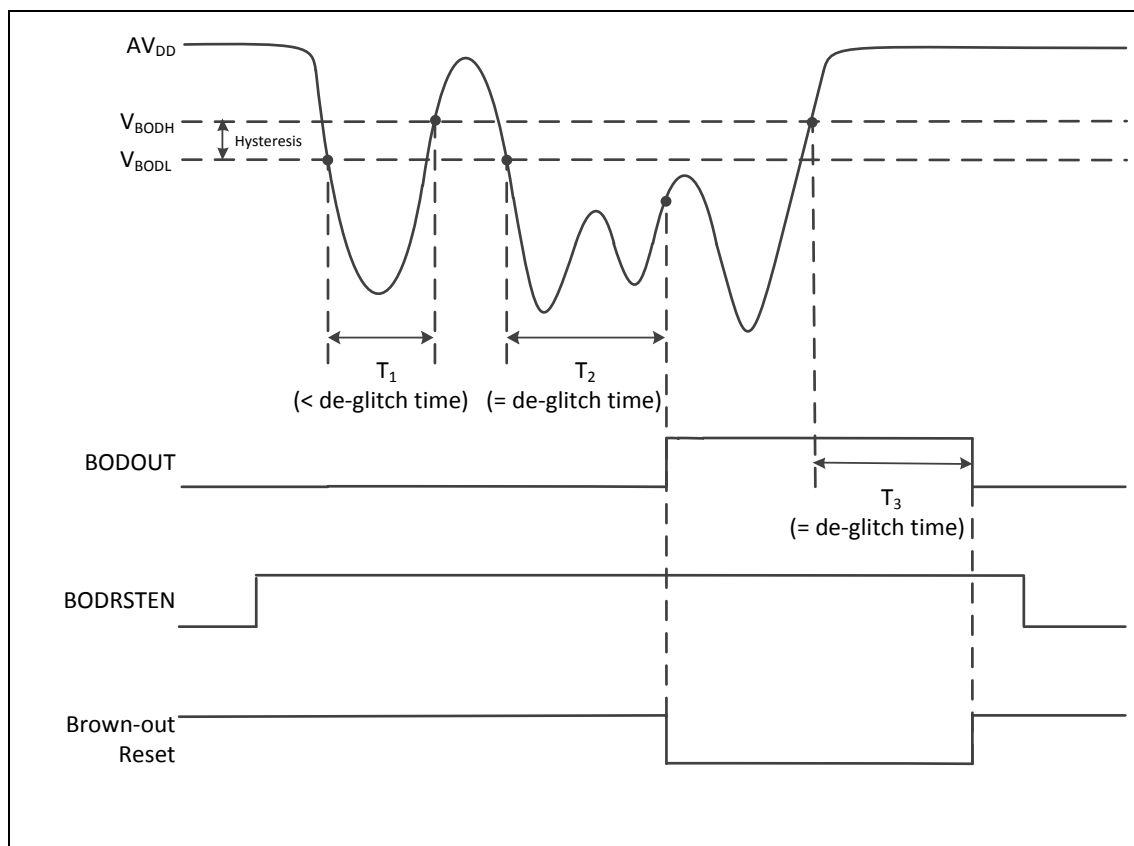 AVDD
VBODH
Hysteresis
VBODL
T1
(< de-glitch time)
T2
(= de-glitch time)
BODOUT
T3
(= de-glitch time)
BODRSTEN
Brown-out
Reset